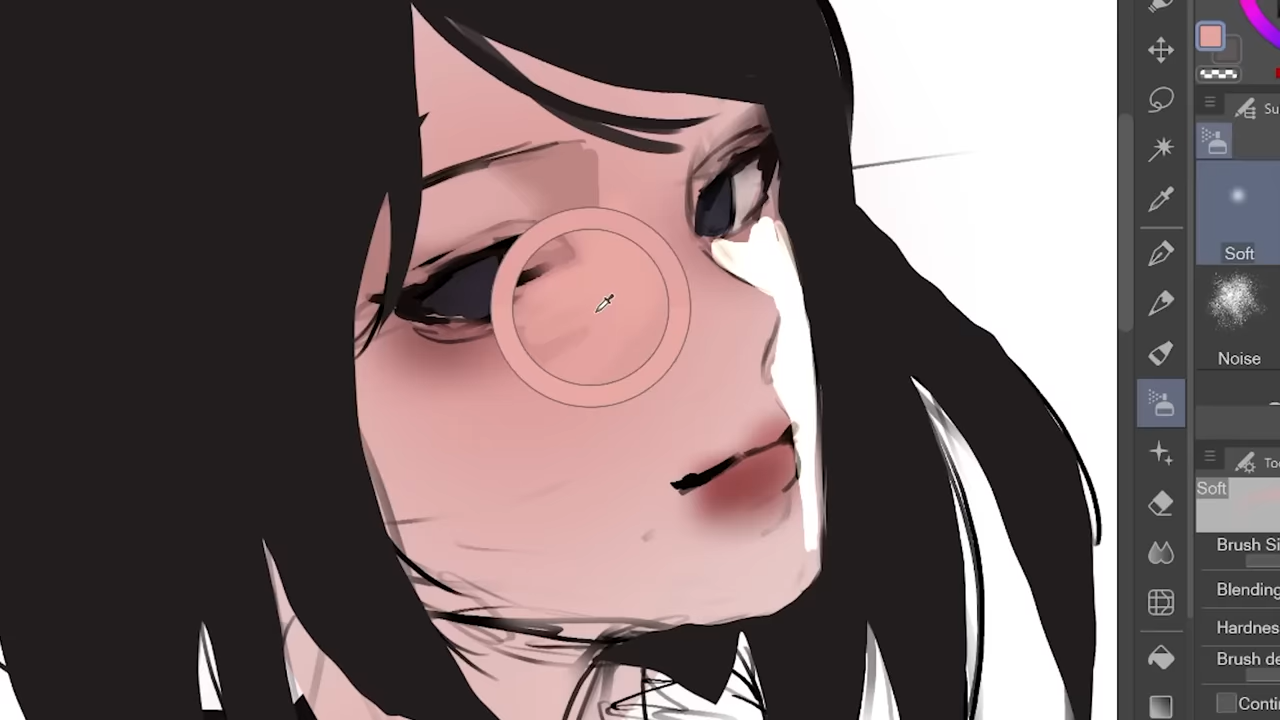 Su
Soft
Noise
To
Soft
Brush Si
Blending
Hardnes
Brush de
Conti